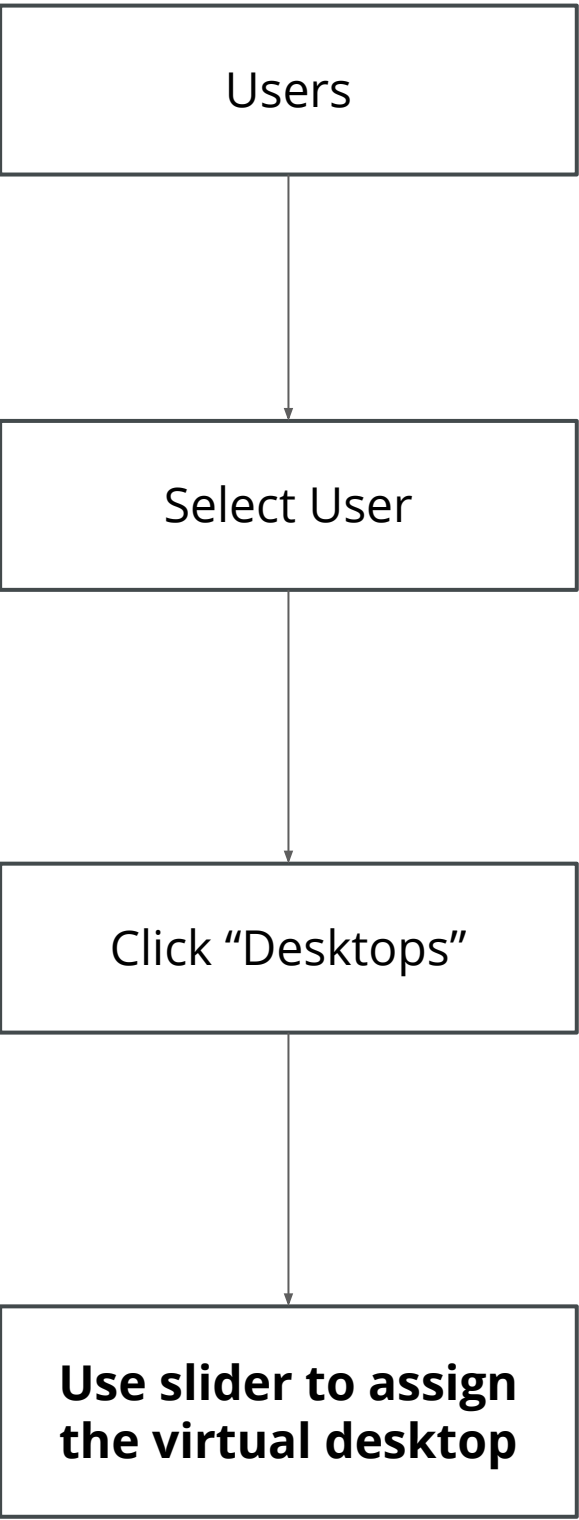 Users
Select User
Click “Desktops”
Use slider to assign
the virtual desktop